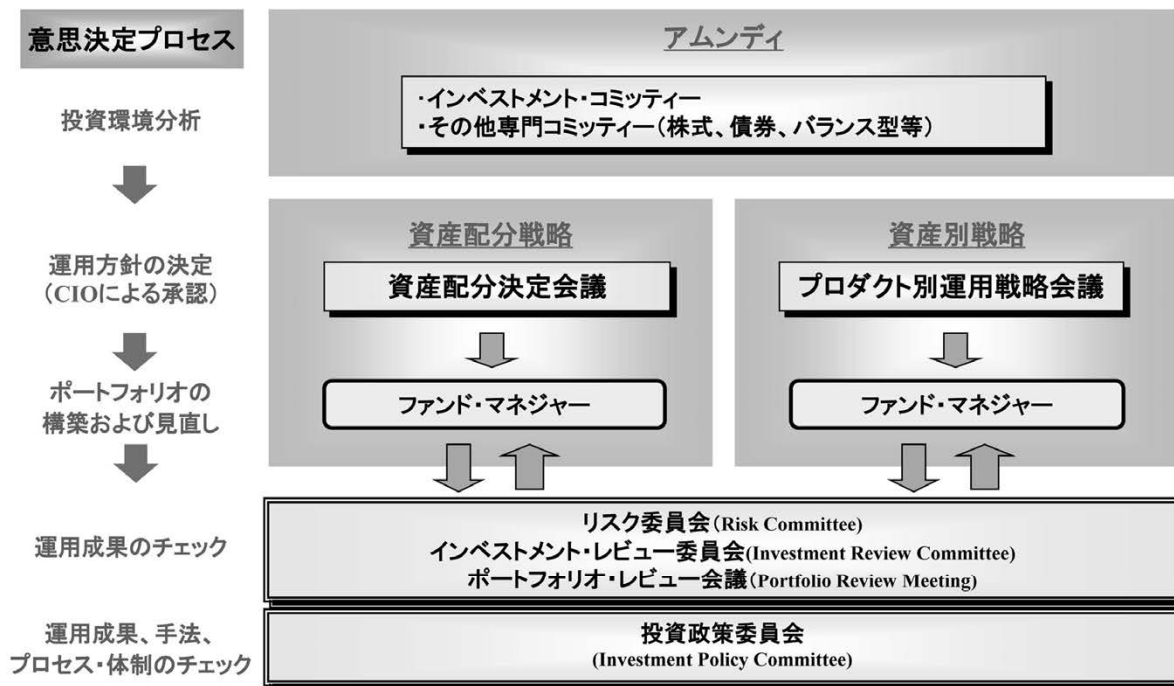 意思決定プロセス
アムンディ
投資環境分析
・インベストメント・コミッティー
・その他専門コミッティー（株式、債券、バランス型等）
運用方針の決定
（CIOによる承認）
資産配分戦略
資産配分決定会議
資産別戦略
プロダクト別運用戦略会議
ポートフォリオの
構築および見直し
ファンド・マネジャー
ファンド・マネジャー
運用成果のチェック
リスク委員会（Risk Committee）
インベストメント・レビュー委員会(Investment Review Committee)
ポートフォリオ・レビュー会議（Portfolio Review Meeting)
運用成果、手法、
プロセス・体制のチェック
投資政策委員会
(Investment Policy Committee)